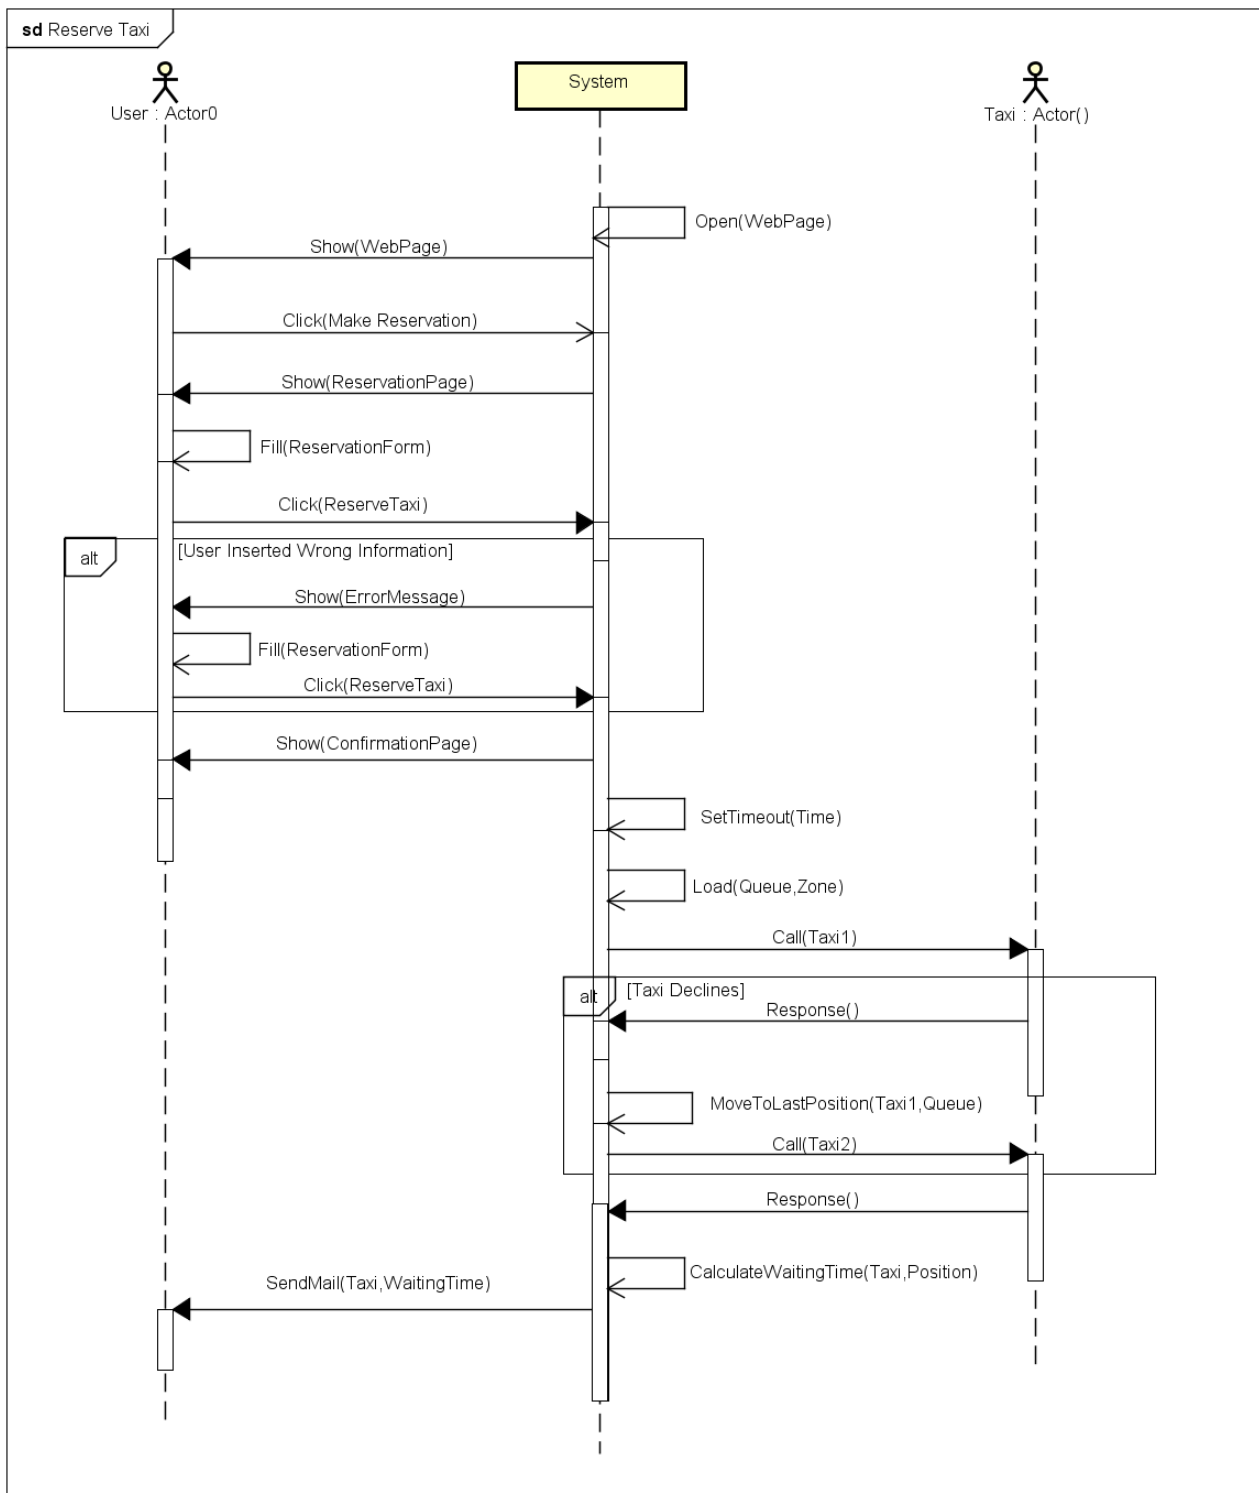 sd Reserve Taxi
System
User : Actor0
Taxi : Actor()
Open(WebPage)
Show(WebPage)
Click(Make Reservation)
Show(ReservationPage)
Fill(ReservationForm)
Click(ReserveTaxi)
alt
[User Inserted Wrong Information]
Show(ErrorMessage)
Fill(ReservationForm)
Click(ReserveTaxi)
Show(ConfirmationPage)
SetTimeout(Time)
Load(Queue,Zone)
Call(Taxi1)
alt
[Taxi Declines]
Response()
MoveToLastPosition(Taxi1,Queue)
Call(Taxi2)
Response()
CalculateWaitingTime(Taxi,Position)
SendMail(Taxi,WaitingTime)